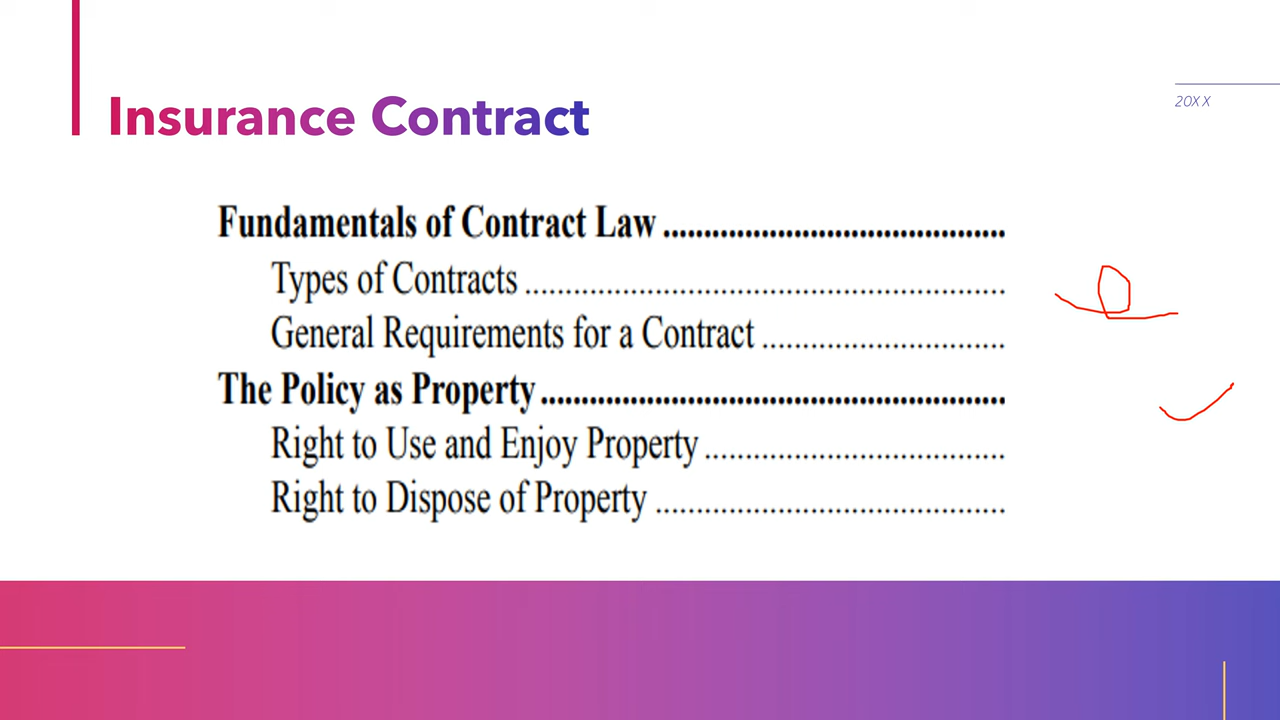 Insurance Contract
20XX
Fundamentals of Contract Law ..........................................
Types of Contracts ................................................
General Requirements for a Contract ..............................
The Policy as Property .........................................................
Right to Use and Enjoy Property .....................................
Right to Dispose of Property ...........................................